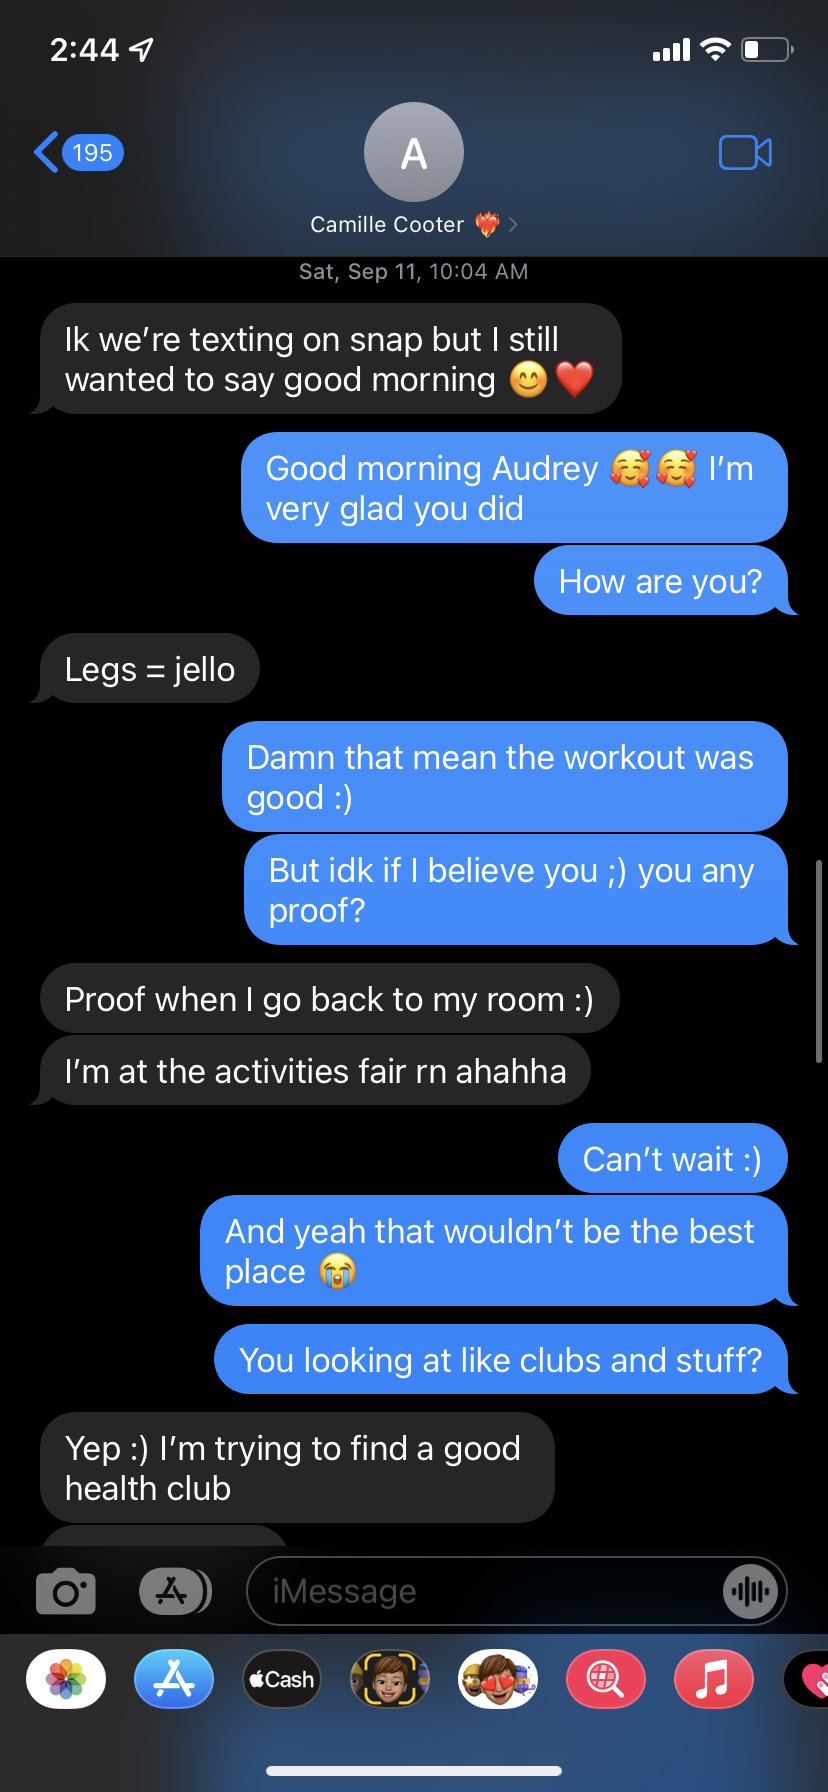 2:44
195
A
Camille Cooter ❤️‍🔥
Sat, Sep 11, 10:04 AM
Ik we're texting on snap but I still
wanted to say good morning 😊❤️
Good morning Audrey 🥰🥰 I'm
very glad you did
How are you?
Legs = jello
Damn that mean the workout was
good :)
But idk if I believe you ;) you any
proof?
Proof when I go back to my room :)
I'm at the activities fair rn ahahha
Can't wait :)
And yeah that wouldn't be the best
place 😭
You looking at like clubs and stuff?
Yep :) I'm trying to find a good
health club
iMessage
Cash